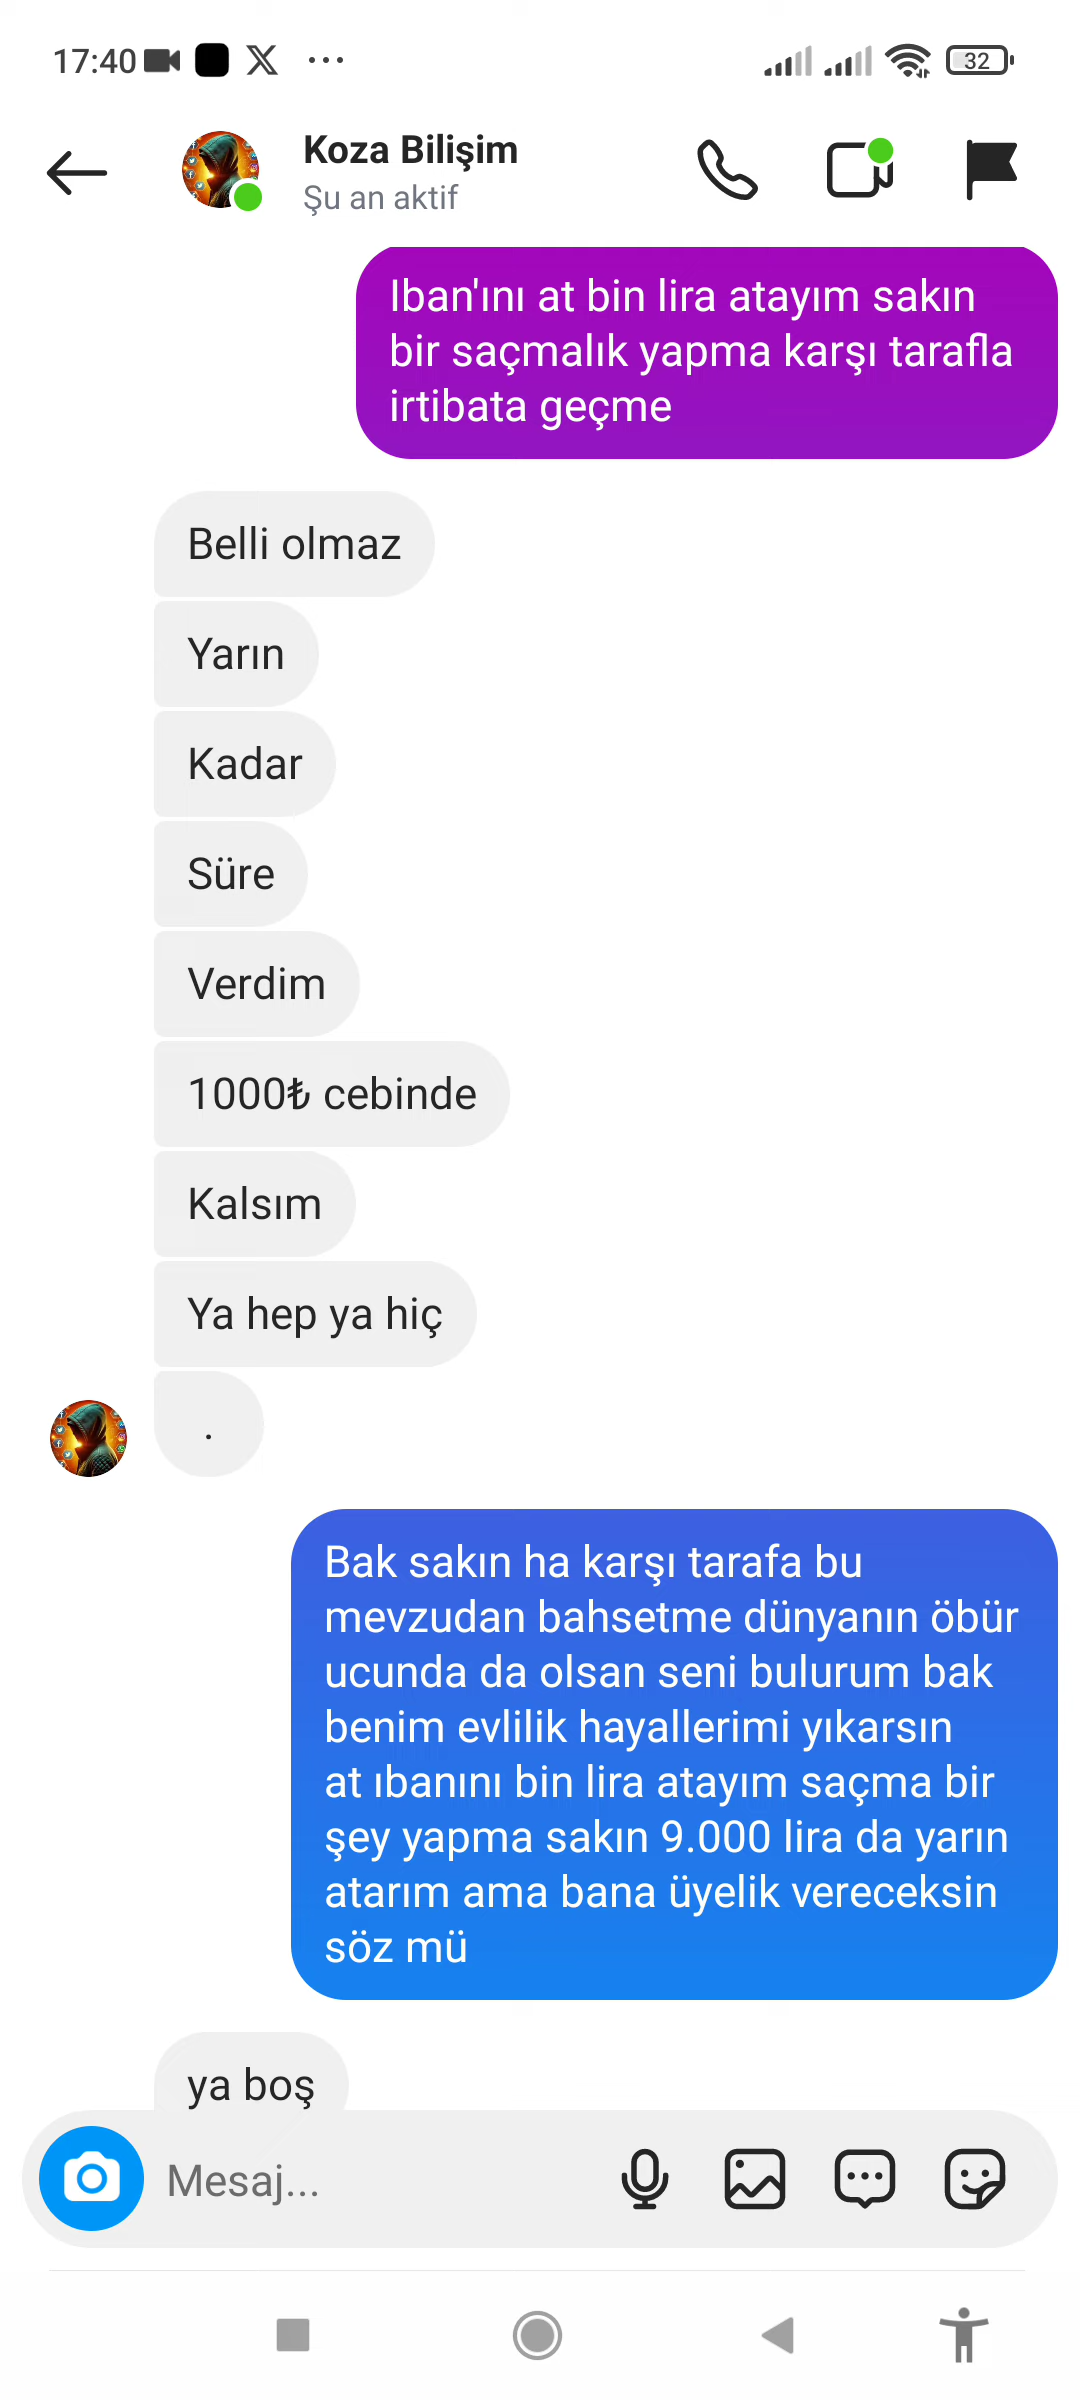 17:40
32
Koza Bilişim
Şu an aktif
Iban'ını at bin lira atayım sakın
bir saçmalık yapma karşı tarafla
irtibata geçme
Belli olmaz
Yarın
Kadar
Süre
Verdim
1000₺ cebinde
Kalsım
Ya hep ya hiç
.
Bak sakın ha karşı tarafa bu
mevzudan bahsetme dünyanın öbür
ucunda da olsan seni bulurum bak
benim evlilik hayallerimi yıkarsın
at ıbanını bin lira atayım saçma bir
şey yapma sakın 9.000 lira da yarın
atarım ama bana üyelik vereceksin
söz mü
ya boş
Mesaj...